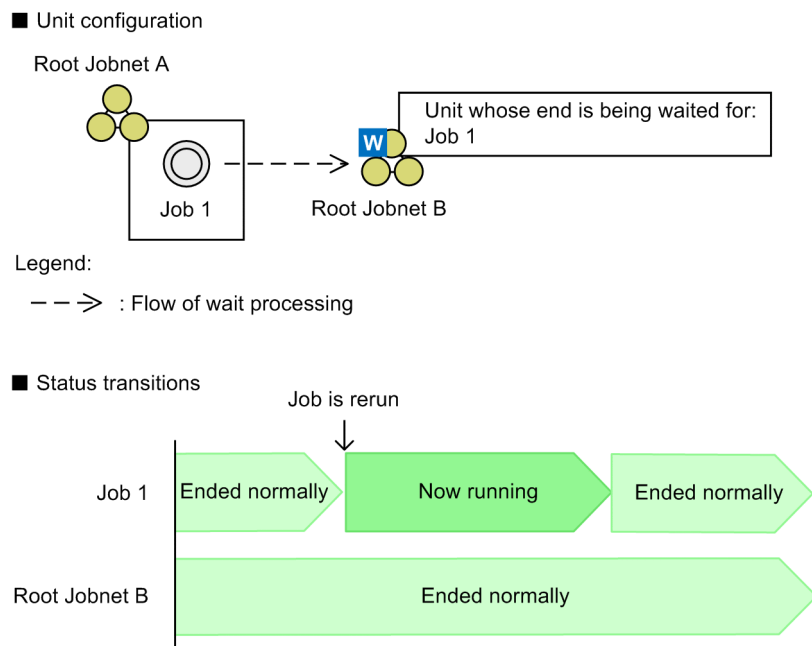 ■ Unit configuration
Root Jobnet A
Unit whose end is being waited for:
Job 1
W
Job 1
Root Jobnet B
Legend:
: Flow of wait processing
■ Status transitions
Job is rerun
Job 1
Ended normally
Now running
Ended normally
Root Jobnet B
Ended normally